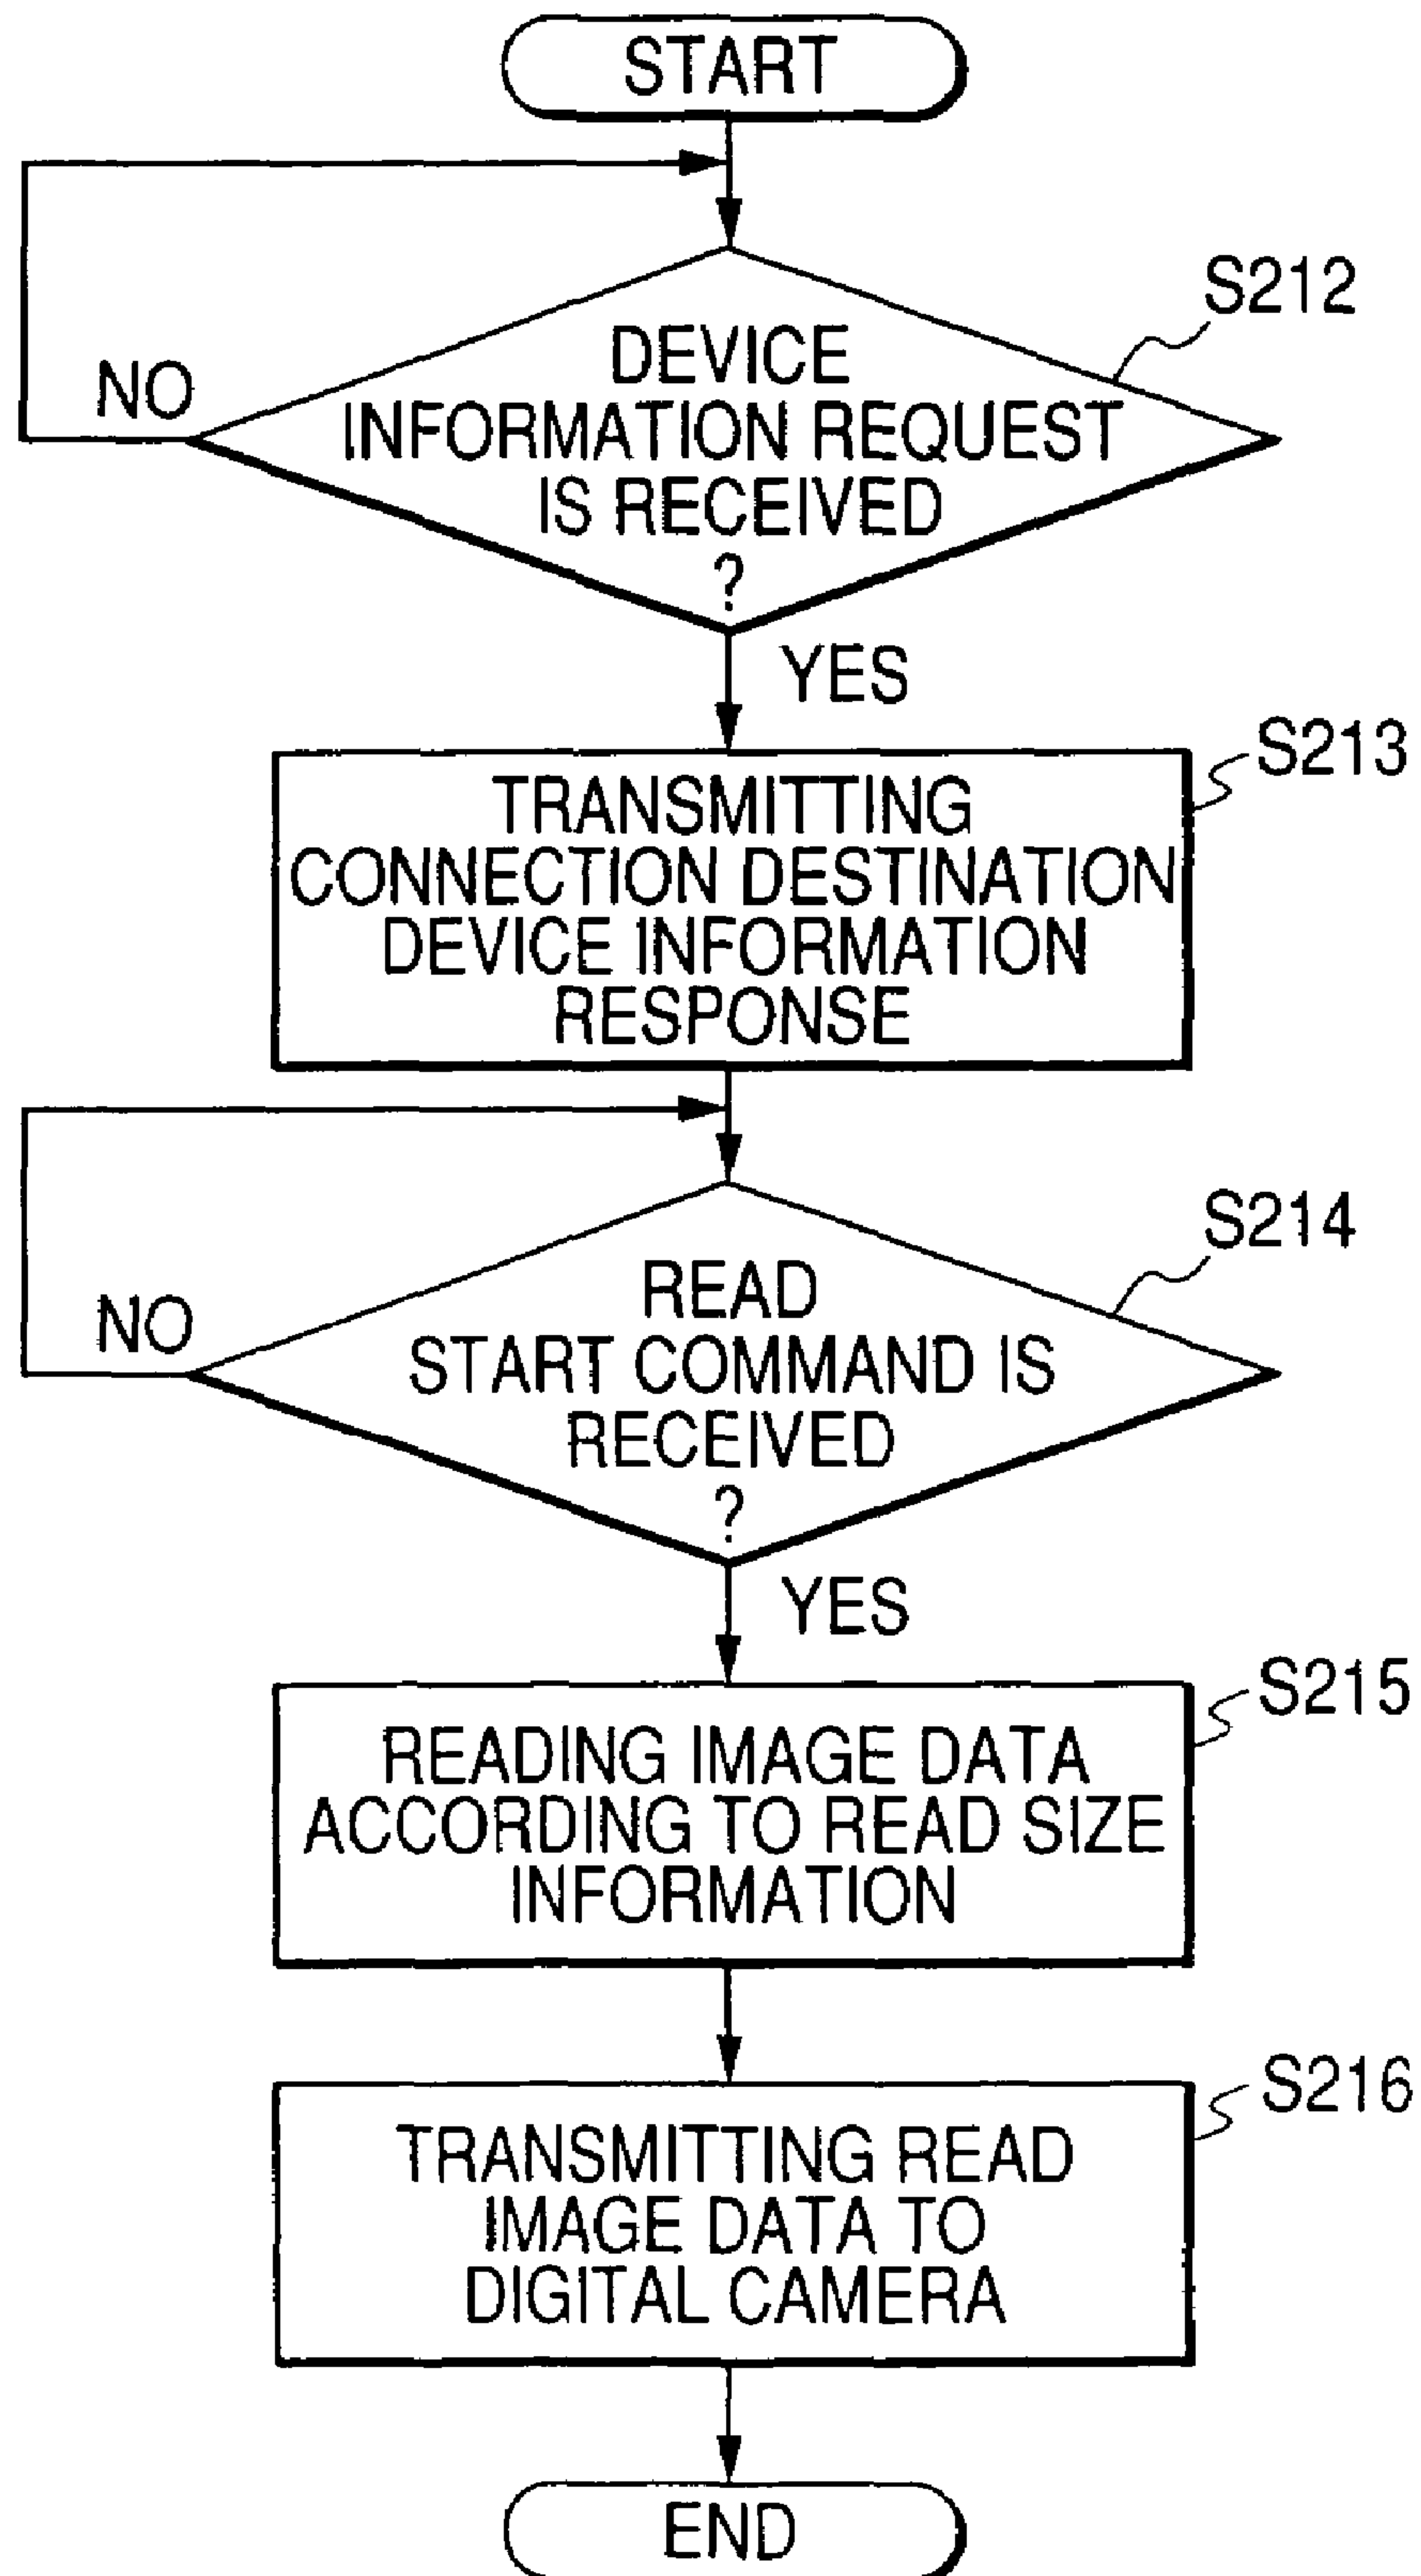 START
S212
DEVICE
NO
INFORMATION REQUEST
IS RECEIVED
?
YES
S213
TRANSMITTING
CONNECTION DESTINATION
DEVICE INFORMATION
RESPONSE
S214
READ
NO
START COMMAND IS
RECEIVED
?
YES
S215
READING IMAGE DATA
ACCORDING TO READ SIZE
INFORMATION
S216
TRANSMITTING READ
IMAGE DATA TO
DIGITAL CAMERA
END